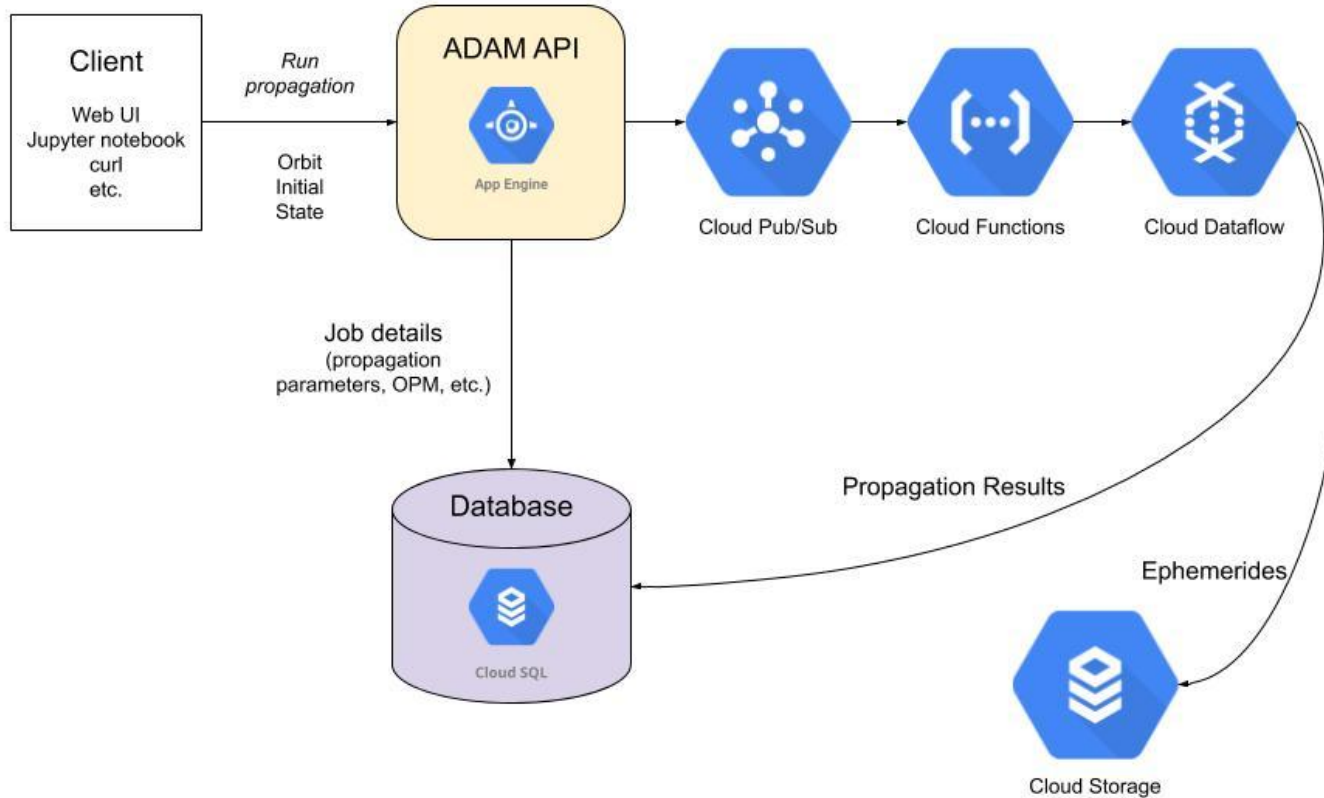 Client
Web UI
Jupyter notebook
curl
etc.
Run
propagation
Orbit
Initial
State
ADAM API
App Engine
Cloud Pub/Sub
Cloud Functions
Cloud Dataflow
Job details
(propagation
parameters, OPM, etc.)
Database
Cloud SQL
Propagation Results
Ephemerides
Cloud Storage